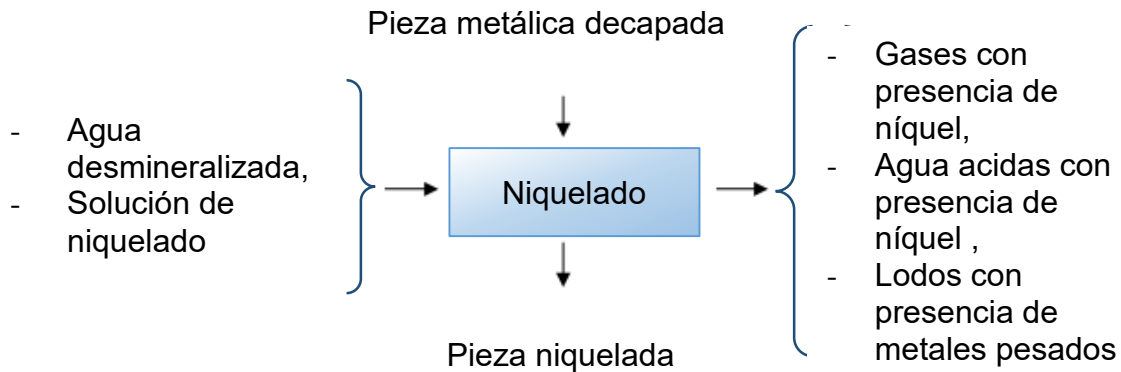 Pieza metálica decapada
- Agua
desmineralizada,
- Solución de
niquelado
Niquelado
- Gases con
presencia de
níquel,
- Agua acidas con
presencia de
níquel ,
- Lodos con
presencia de
metales pesados
Pieza niquelada